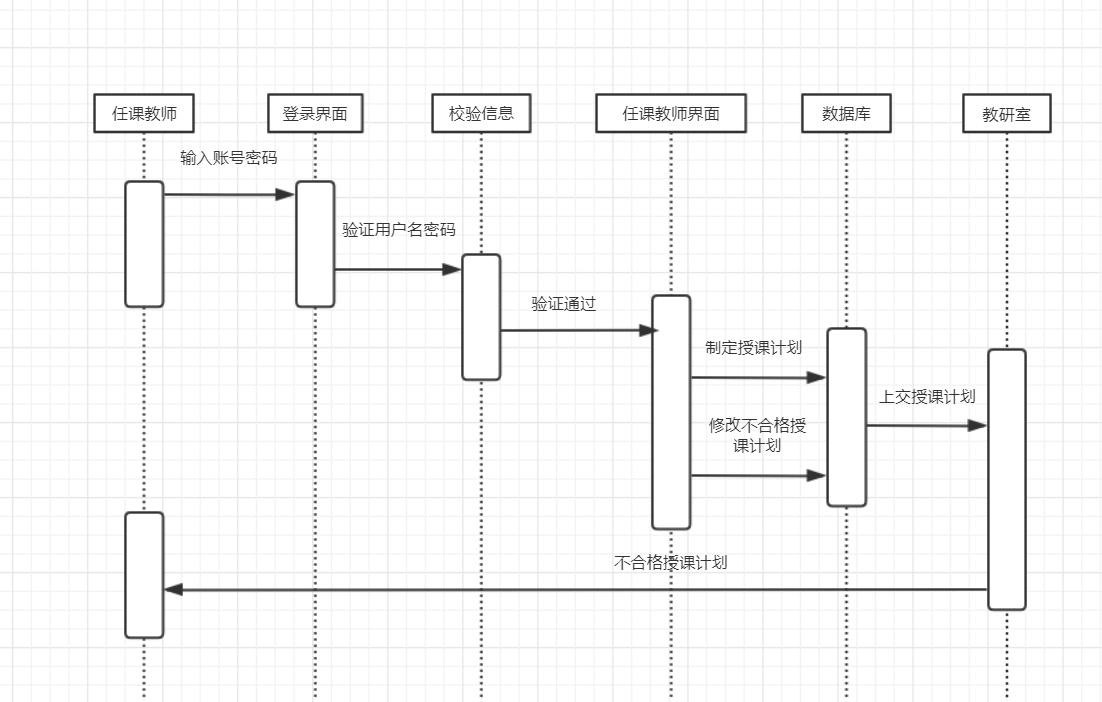 任课教师
登录界面
校验信息
任课教师界面
数据库
教研室
输入账号密码
验证用户名密码
验证通过
制定授课计划
上交授课计划
修改不合格授
课计划
不合格授课计划